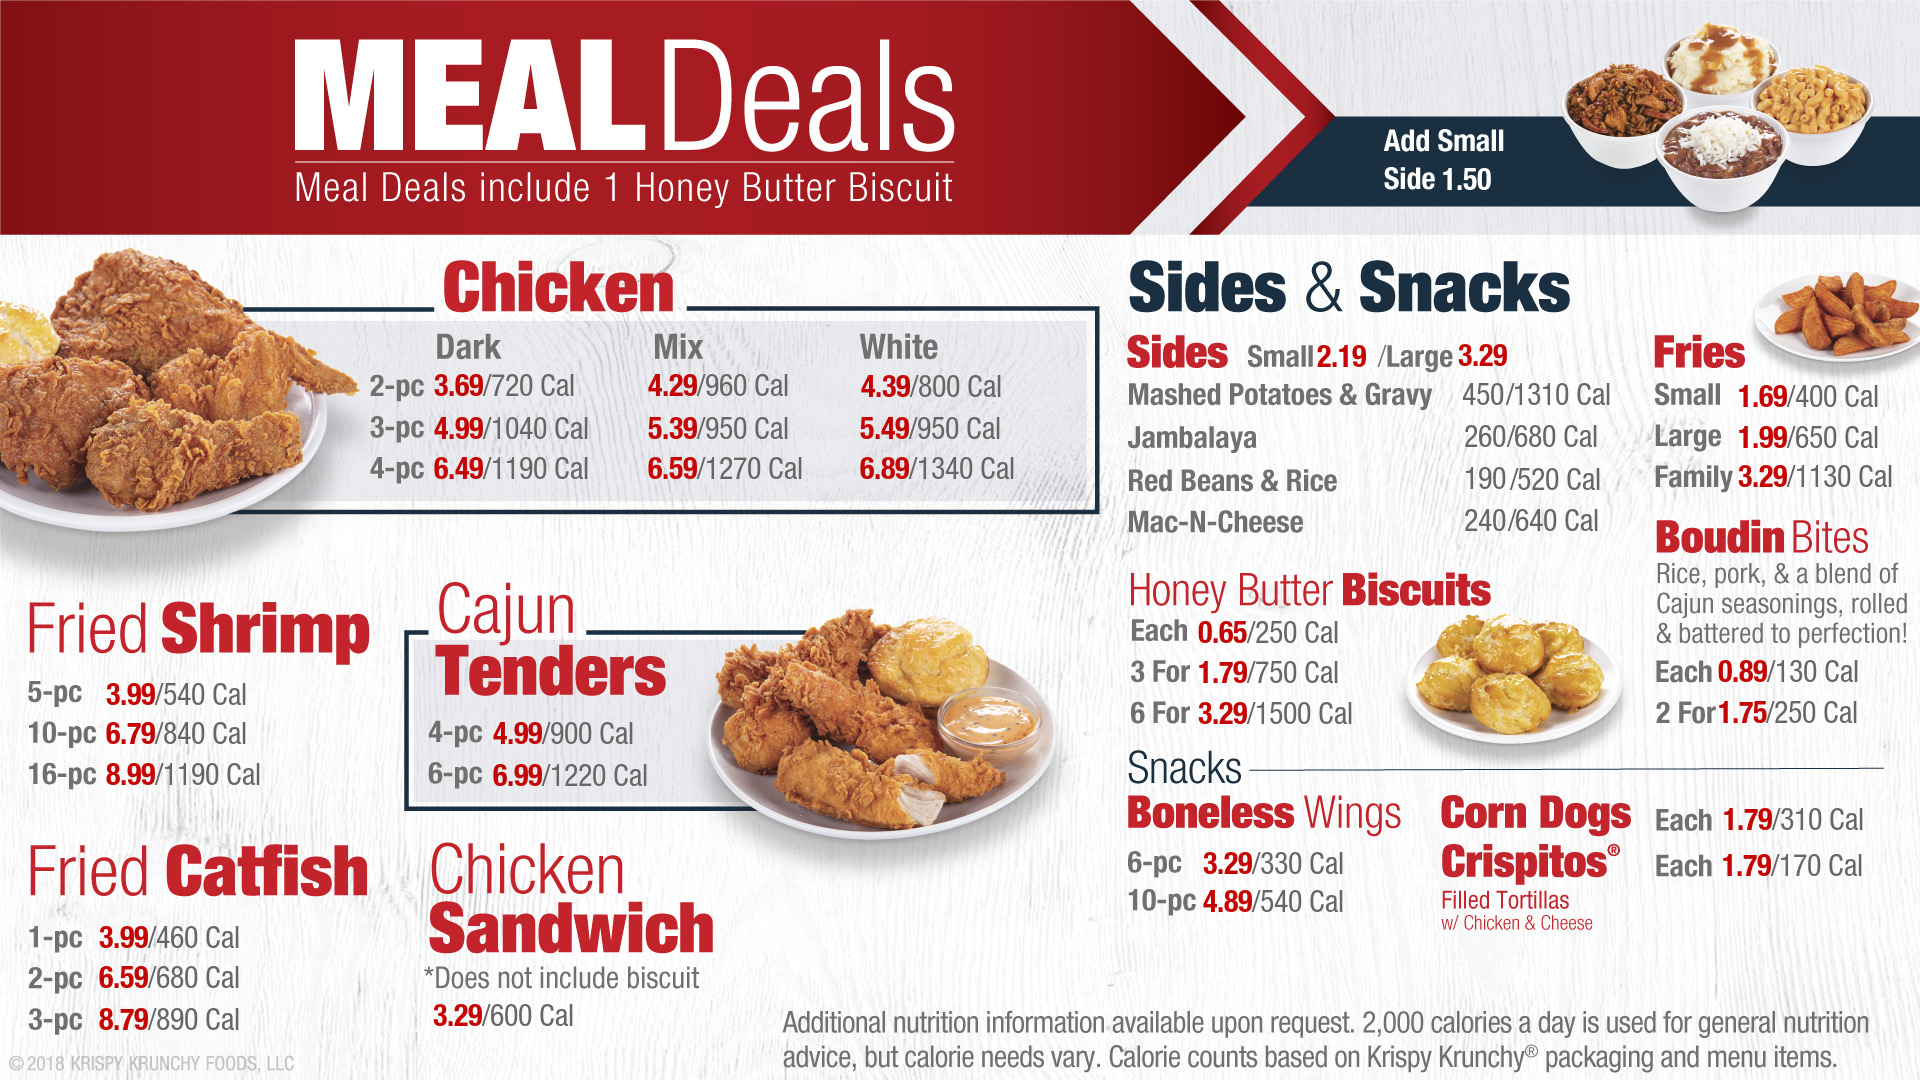 MEAL Deals
Meal Deals include 1 Honey Butter Biscuit
Add Small
Side 1.50
Chicken
Dark Mix White
2-pc 3.69/720 Cal 4.29/960 Cal 4.39/800 Cal
3-pc 4.99/1040 Cal 5.39/950 Cal 5.49/950 Cal
4-pc 6.49/1190 Cal 6.59/1270 Cal 6.89/1340 Cal
Fried Shrimp
5-pc 3.99/540 Cal
10-pc 6.79/840 Cal
16-pc 8.99/1190 Cal
Fried Catfish
1-pc 3.99/460 Cal
2-pc 6.59/680 Cal
3-pc 8.79/890 Cal
Cajun
Tenders
4-pc 4.99/900 Cal
6-pc 6.99/1220 Cal
Chicken
Sandwich
*Does not include biscuit
3.29/600 Cal
Sides & Snacks
Sides Small 2.19 /Large 3.29
Mashed Potatoes & Gravy 450/1310 Cal
Jambalaya 260/680 Cal
Red Beans & Rice 190/520 Cal
Mac-N-Cheese 240/640 Cal
Fries
Small 1.69/400 Cal
Large 1.99/650 Cal
Family 3.29/1130 Cal
Boudin Bites
Rice, pork, & a blend of
Cajun seasonings, rolled
& battered to perfection!
Each 0.89/130 Cal
2 For 1.75/250 Cal
Honey Butter Biscuits
Each 0.65/250 Cal
3 For 1.79/750 Cal
6 For 3.29/1500 Cal
Snacks
Boneless Wings
6-pc 3.29/330 Cal
10-pc 4.89/540 Cal
Corn Dogs Each 1.79/310 Cal
Crispitos® Each 1.79/170 Cal
Filled Tortillas
w/ Chicken & Cheese
Additional nutrition information available upon request. 2,000 calories a day is used for general nutrition
advice, but calorie needs vary. Calorie counts based on Krispy Krunchy® packaging and menu items.
© 2018 KRISPY KRUNCHY FOODS, LLC